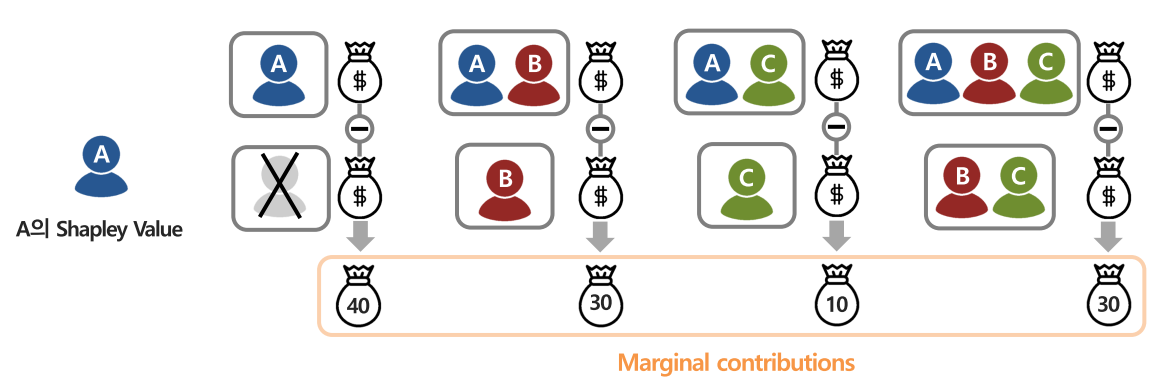 A
A B
A C
A B C
$ $ $ $
A
B
C
B C
$ $ $ $
A의 Shapley Value
40 30 10 30
Marginal contributions